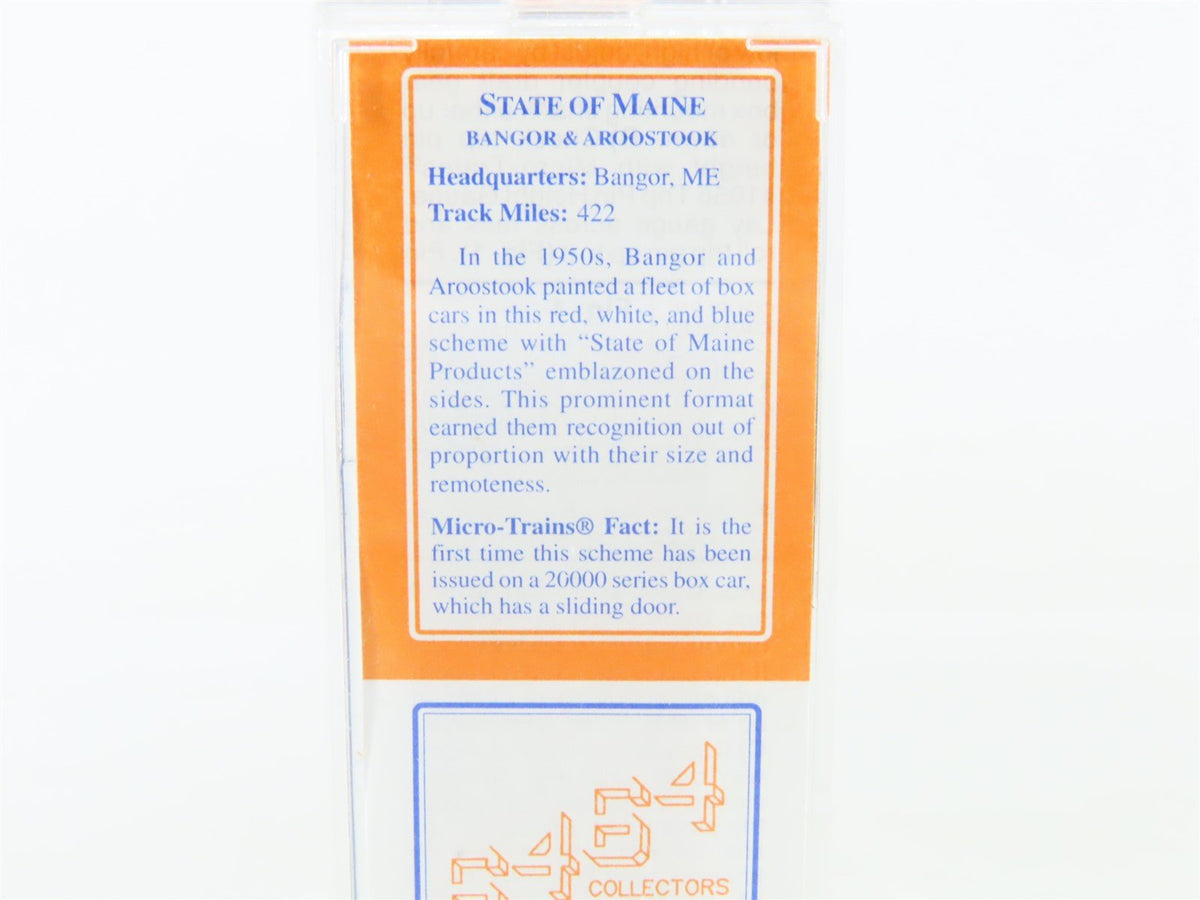 STATE OF MAINE
BANGOR & AROOSTOOK
Headquarters: Bangor, ME
Track Miles: 422
In the 1950s, Bangor and
Aroostook painted a fleet of box
cars in this red, white, and blue
scheme with “State of Maine
Products” emblazoned on the
sides. This prominent format
earned them recognition out of
proportion with their size and
remoteness.
Micro-Trains® Fact: It is the
first time this scheme has been
issued on a 20000 series box car,
which has a sliding door.
COLLECTORS